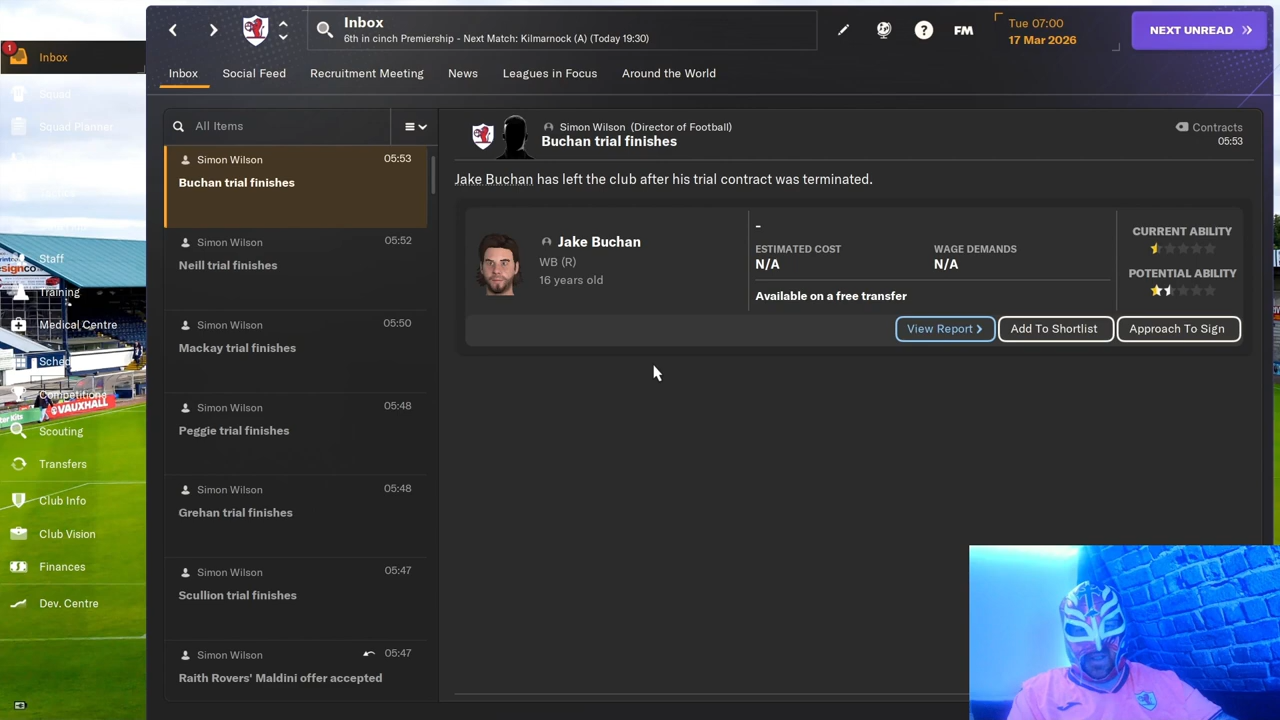 1
Inbox
Squad
Squad Planner
Staff
Training
Medical Centre
Sched
Competitions
Scouting
Transfers
Club Info
Club Vision
Finances
Dev. Centre
VAUXHALL
Inbox
6th in cinch Premiership - Next Match: Kilmarnock (A) (Today 19:30)
?
FM
Tue 07:00
17 Mar 2026
NEXT UNREAD
Inbox
Social Feed
Recruitment Meeting
News
Leagues in Focus
Around the World
All Items
Simon Wilson 05:53
Buchan trial finishes
Simon Wilson 05:52
Neill trial finishes
Simon Wilson 05:50
Mackay trial finishes
Simon Wilson 05:48
Peggie trial finishes
Simon Wilson 05:48
Grehan trial finishes
Simon Wilson 05:47
Scullion trial finishes
Simon Wilson 05:47
Raith Rovers' Maldini offer accepted
Simon Wilson (Director of Football)
Buchan trial finishes
Contracts
05:53
Jake Buchan has left the club after his trial contract was terminated.
Jake Buchan
WB (R)
16 years old
-
ESTIMATED COST
N/A
WAGE DEMANDS
N/A
Available on a free transfer
CURRENT ABILITY
POTENTIAL ABILITY
View Report
Add To Shortlist
Approach To Sign